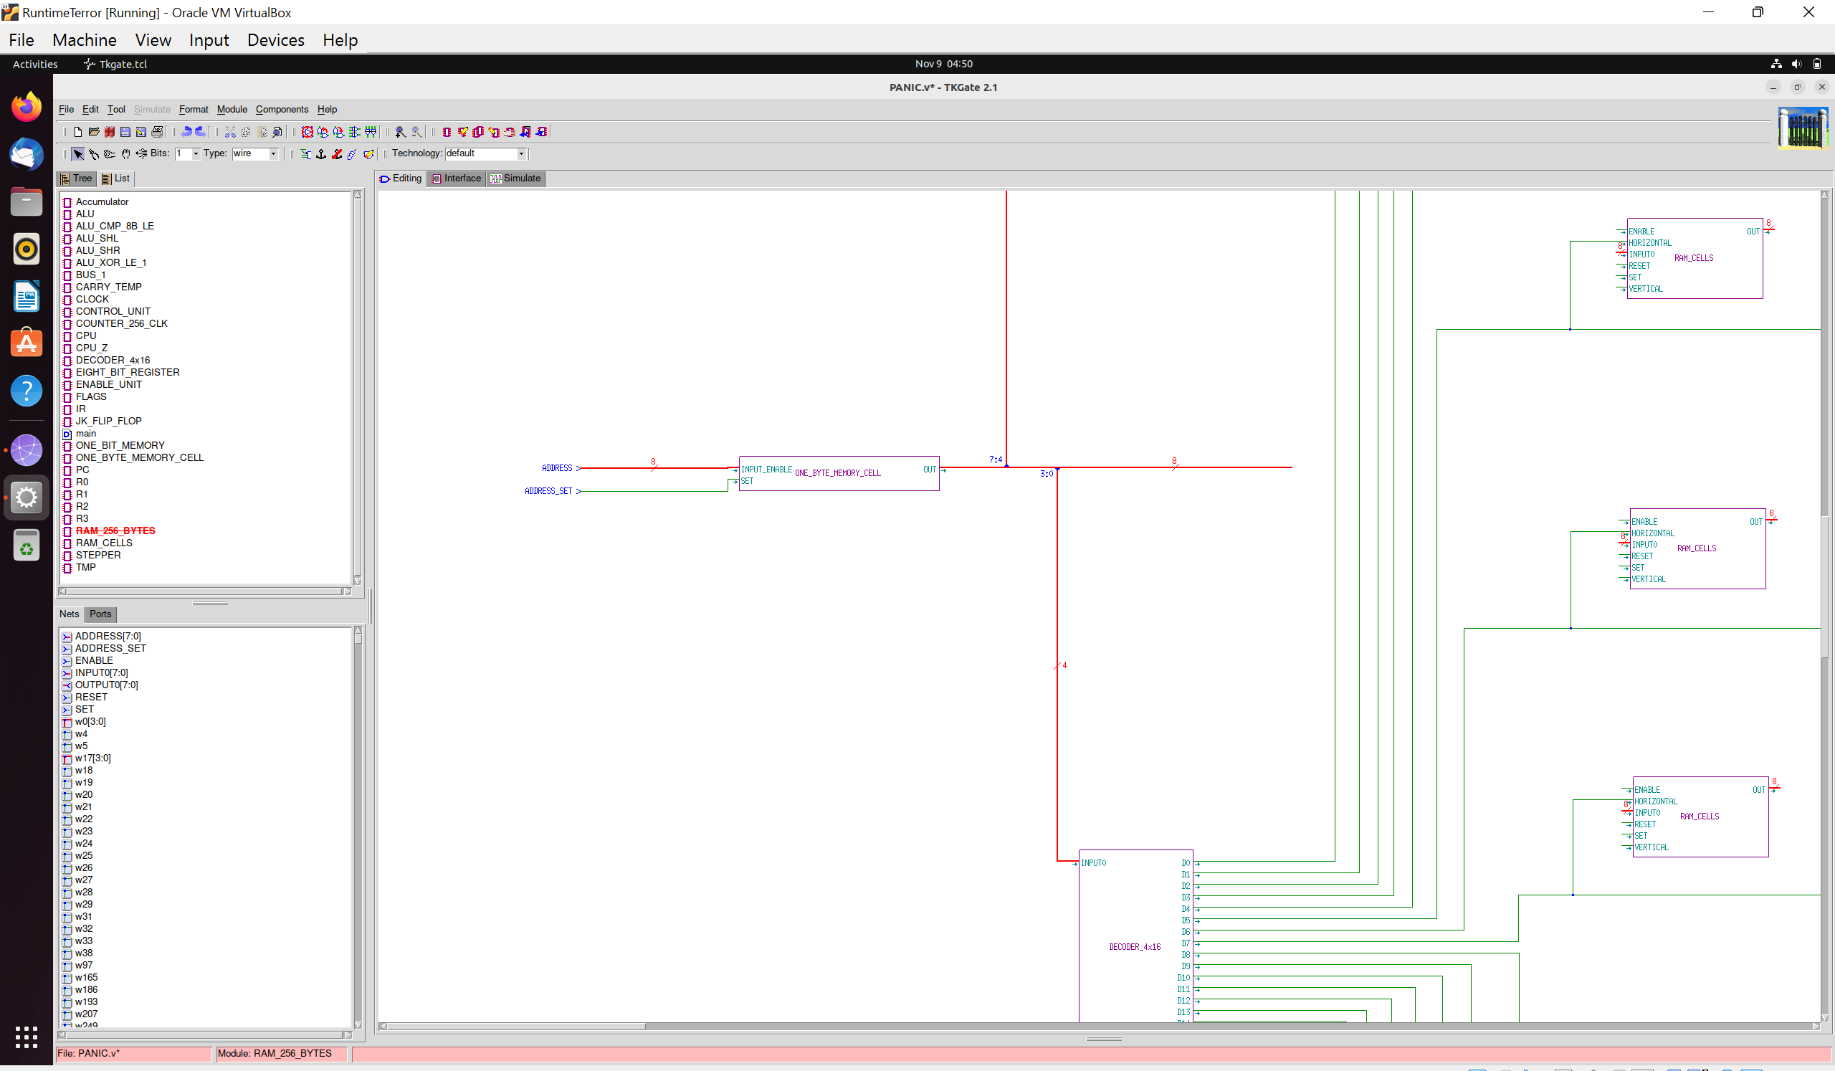 RuntimeTerror [Running] - Oracle VM VirtualBox
File Machine View Input Devices Help
Activities Tkgate.tcl Nov 9 04:50
PANIC.v* - TKGate 2.1
File Edit Tool Simulate Format Module Components Help
Bits: 1 Type: wire Technology: default
Tree List
Editing Interface Simulate
Accumulator
ALU
ALU_CMP_8B_LE
ALU_SHL
ALU_SHR
ALU_XOR_LE_1
BUS_1
CARRY_TEMP
CLOCK
CONTROL_UNIT
COUNTER_256_CLK
CPU
CPU_Z
DECODER_4x16
EIGHT_BIT_REGISTER
ENABLE_UNIT
FLAGS
IR
JK_FLIP_FLOP
main
ONE_BIT_MEMORY
ONE_BYTE_MEMORY_CELL
PC
R0
R1
R2
R3
RAM_256_BYTES
RAM_CELLS
STEPPER
TMP
Nets Ports
ADDRESS[7:0]
ADDRESS_SET
ENABLE
INPUT0[7:0]
OUTPUT0[7:0]
RESET
SET
w0[3:0]
w4
w5
w17[3:0]
w18
w19
w20
w21
w22
w23
w24
w25
w26
w27
w28
w29
w31
w32
w33
w38
w97
w165
w186
w193
w207
w249
ADDRESS > 8
ADDRESS_SET >
INPUT_ENABLE ONE_BYTE_MEMORY_CELL OUT
SET
7:4
3:0
8
4
INPUT0
DECODER_4x16
D0
D1
D2
D3
D4
D5
D6
D7
D8
D9
D10
D11
D12
D13
ENABLE OUT 8
HORIZONTAL
8 INPUT0 RAM_CELLS
RESET
SET
VERTICAL
ENABLE OUT 8
HORIZONTAL
8 INPUT0 RAM_CELLS
RESET
SET
VERTICAL
ENABLE OUT 8
HORIZONTAL
8 INPUT0 RAM_CELLS
RESET
SET
VERTICAL
File: PANIC.v* Module: RAM_256_BYTES